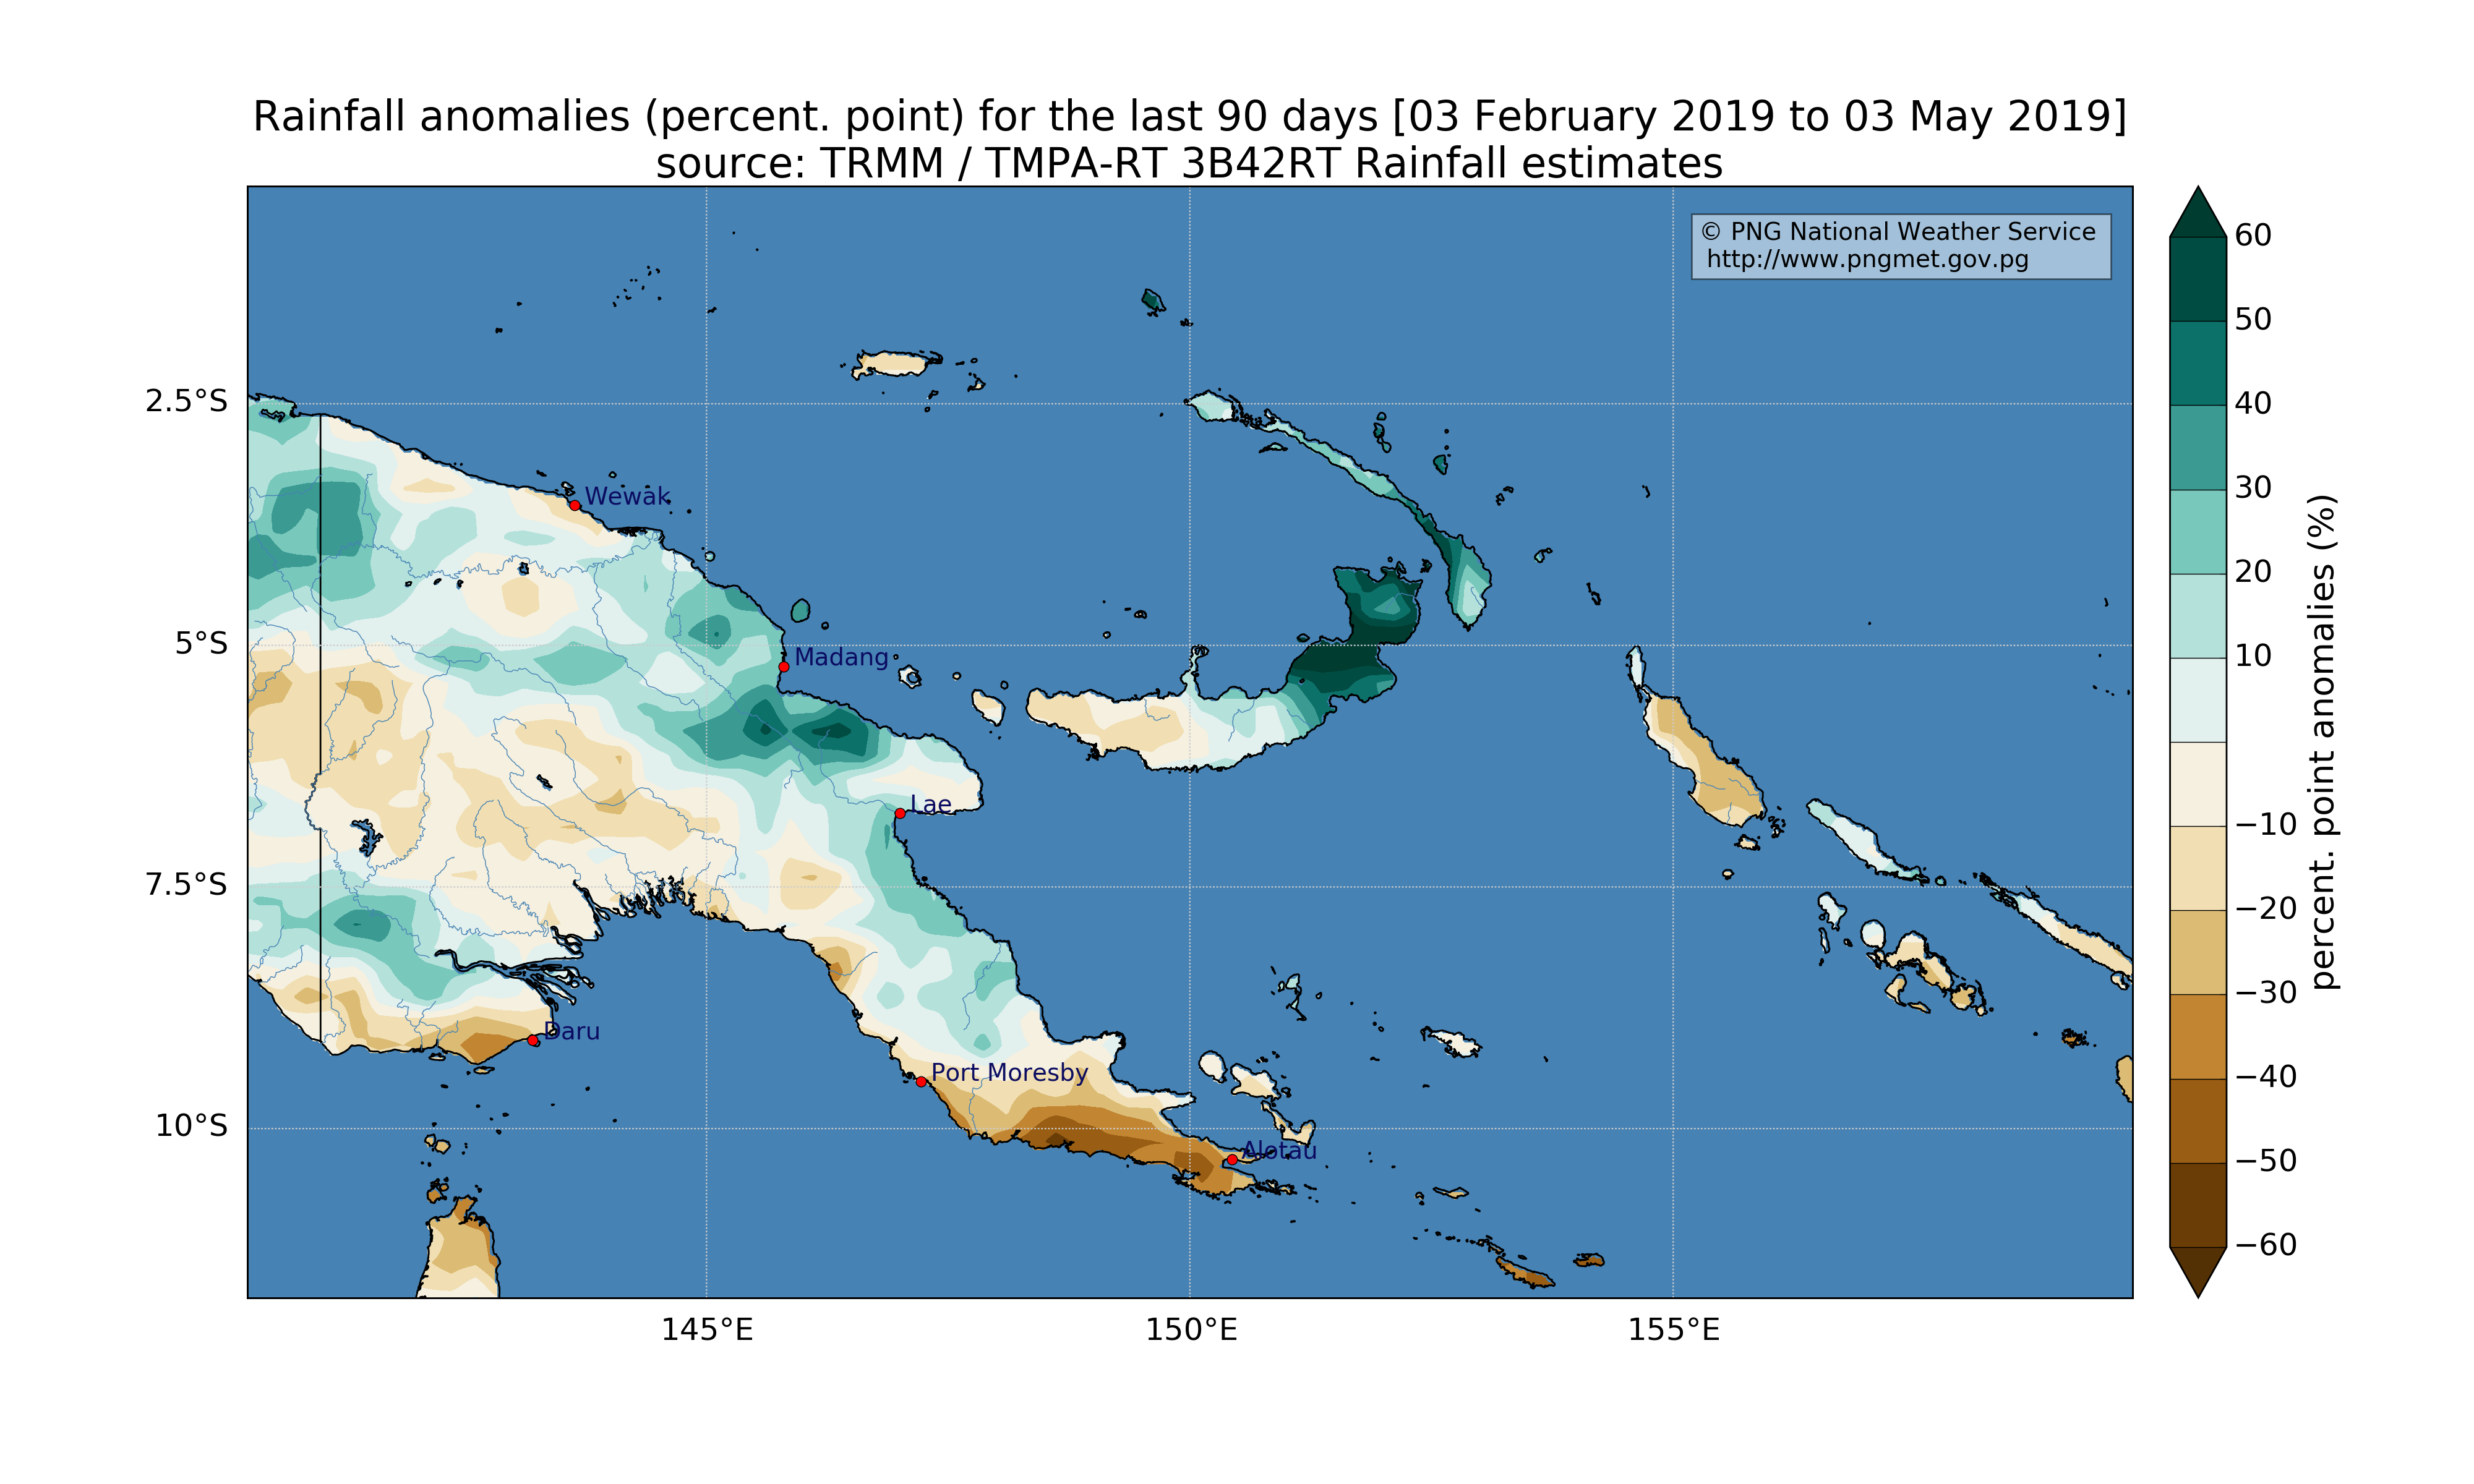 Rainfall anomalies (percent. point) for the last 90 days [03 February 2019 to 03 May 2019]
source: TRMM / TMPA-RT 3B42RT Rainfall estimates
© PNG National Weather Service
http://www.pngmet.gov.pg
2.5°S
5°S
7.5°S
10°S
Wewak
Madang
Lae
Daru
Port Moresby
Alotau
145°E
150°E
155°E
60
50
40
30
20
10
−10
−20
−30
−40
−50
−60
percent. point anomalies (%)